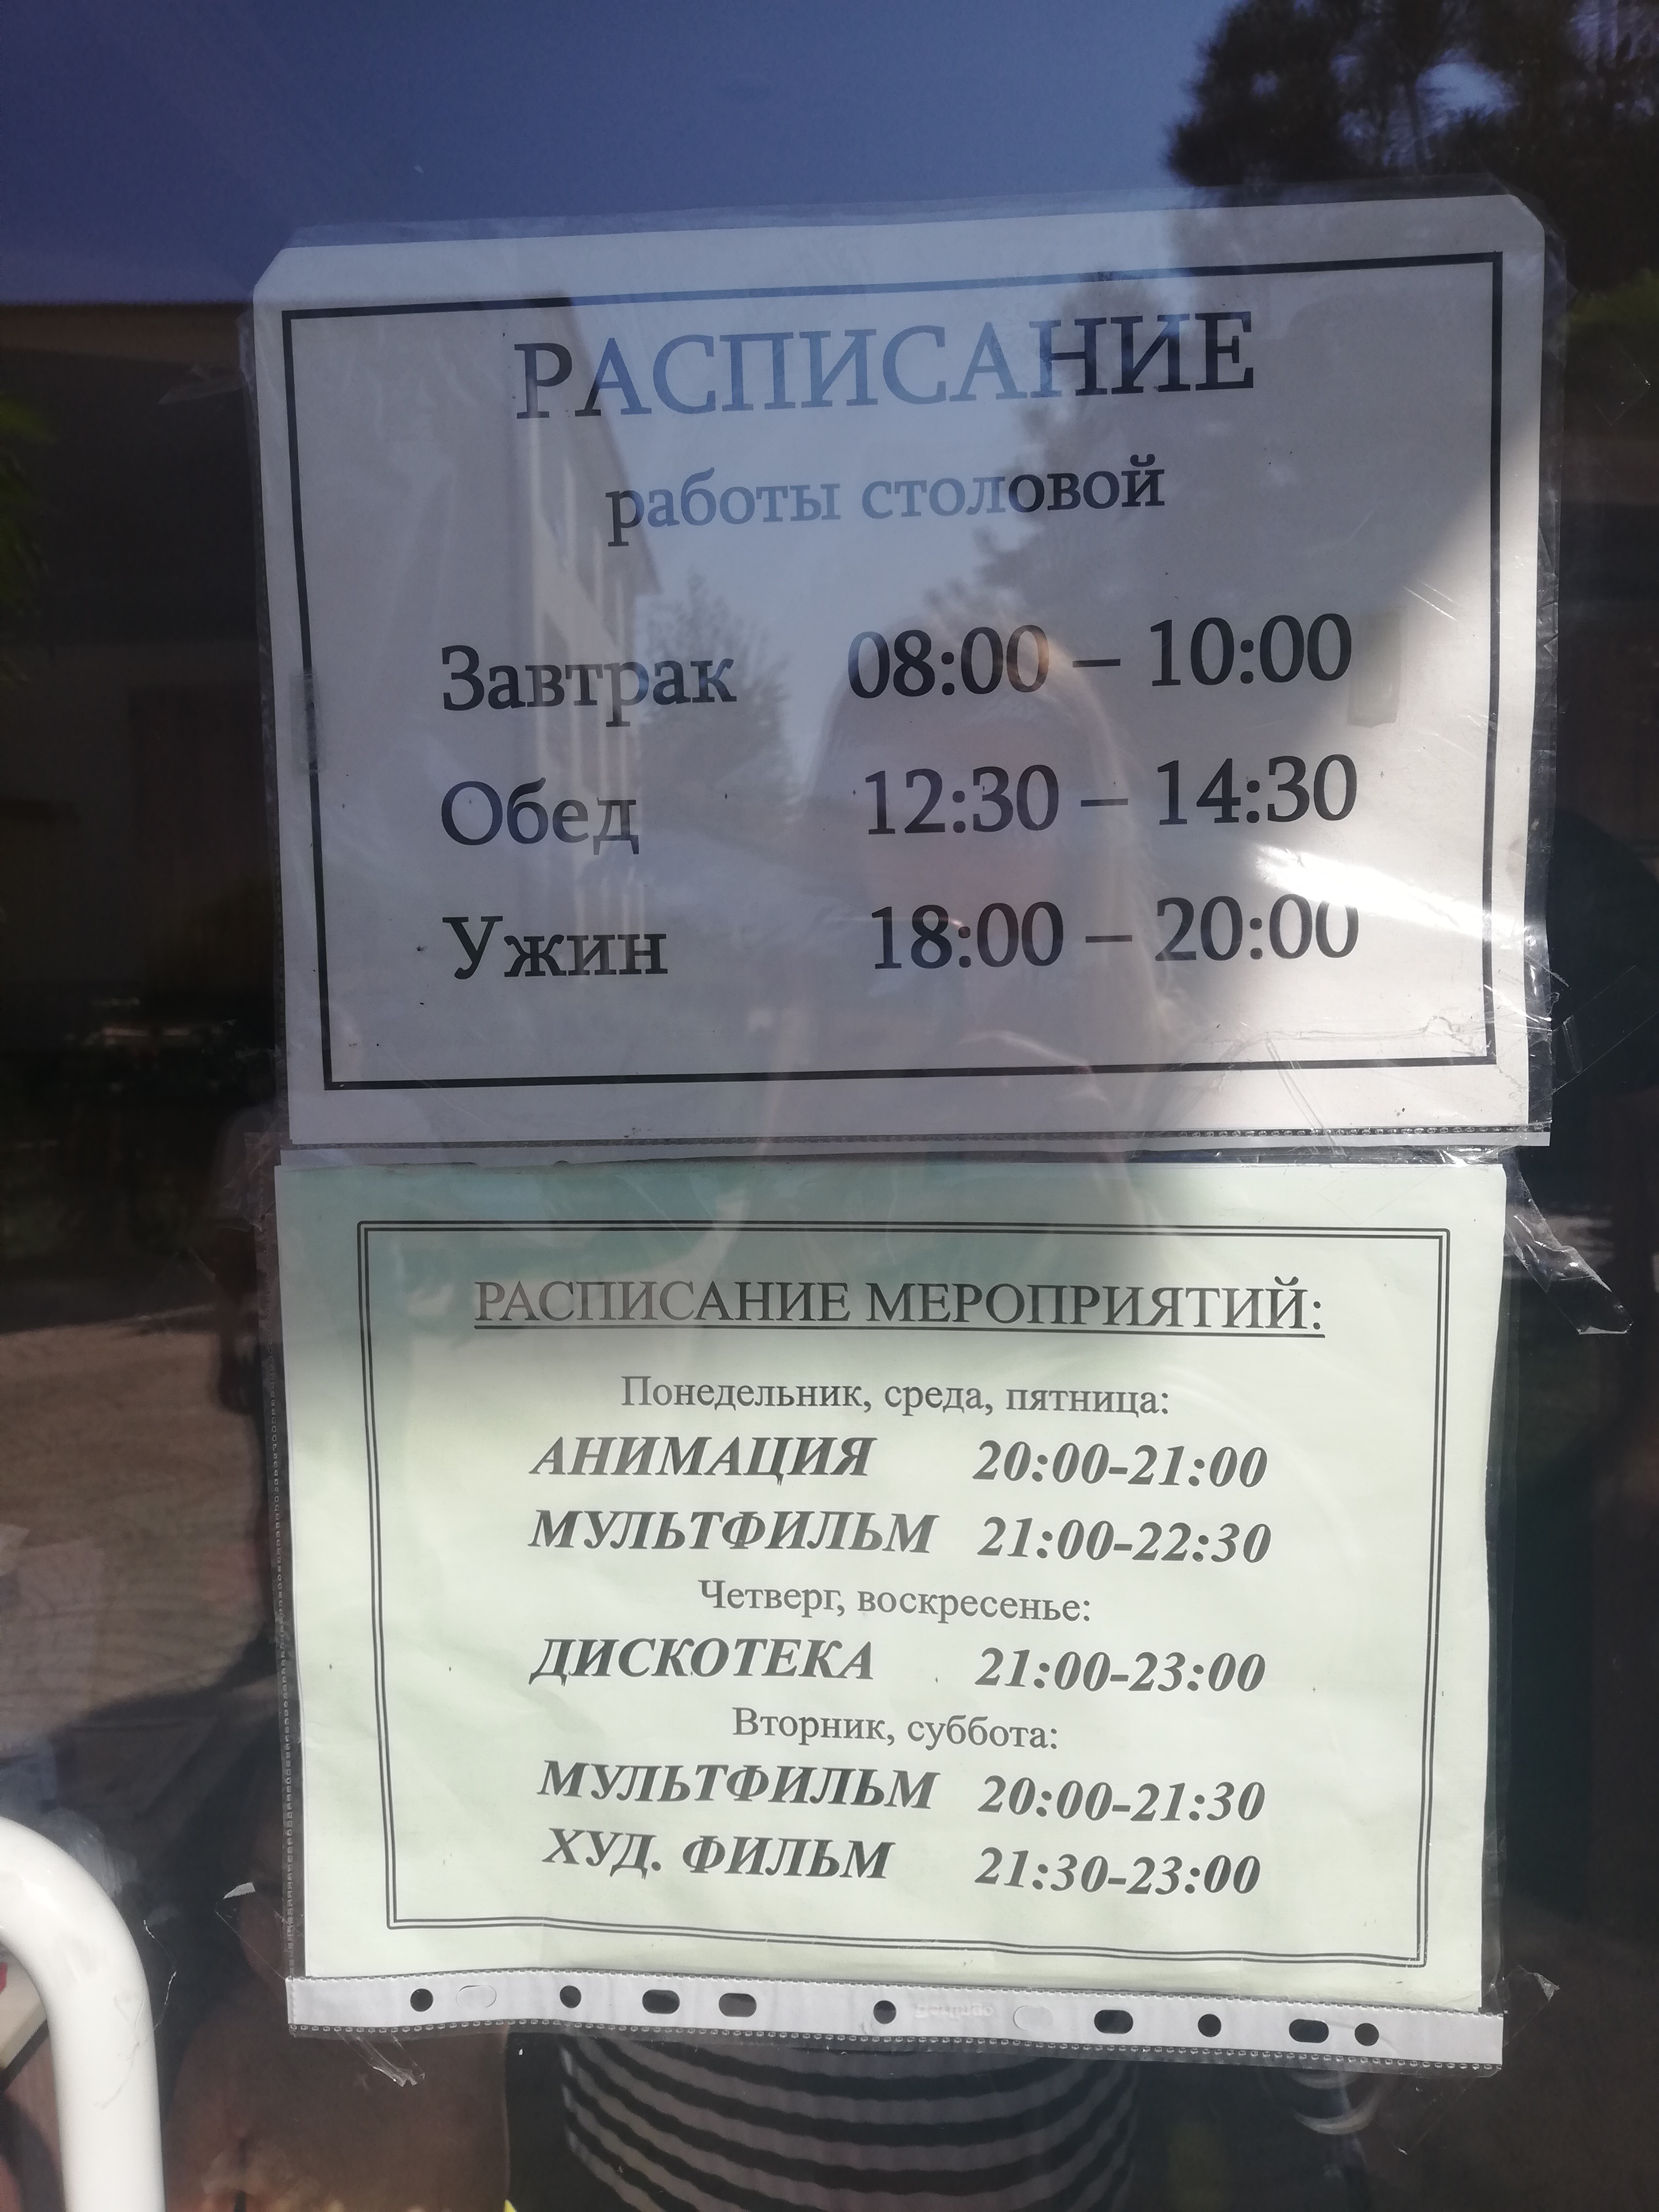 РАСПИСАНИЕ
работы столовой
Завтрак 08:00 – 10:00
Обед 12:30 – 14:30
Ужин 18:00 – 20:00
РАСПИСАНИЕ МЕРОПРИЯТИЙ:
Понедельник, среда, пятница:
АНИМАЦИЯ 20:00-21:00
МУЛЬТФИЛЬМ 21:00-22:30
Четверг, воскресенье:
ДИСКОТЕКА 21:00-23:00
Вторник, суббота:
МУЛЬТФИЛЬМ 20:00-21:30
ХУД. ФИЛЬМ 21:30-23:00